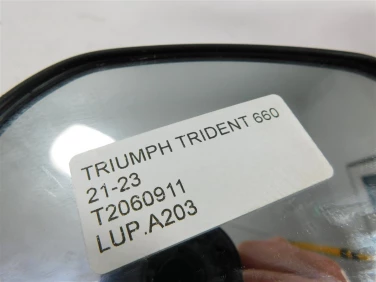 TRIUMPH TRIDENT 660
21-23
T2060911
LUP.A203